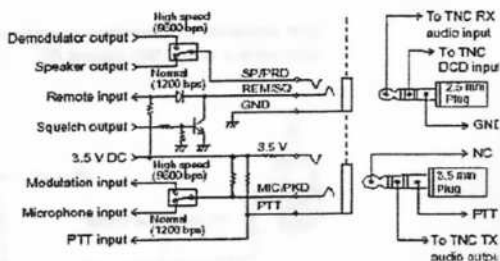 High speed
(9600 bps)
Demodulator output
Speaker output
Normal
(1200 bps)
SP/PRD
Remote input
REM/SQ
GND
Squelch output
3.5 V DC
3.5 V
High speed
(9600 bps)
Modulation input
MIC/PKD
Microphone input
PTT
Normal
(1200 bps)
PTT input
To TNC RX
audio input
To TNC
DCD input
2.5 mm
Plug
GND
NC
3.5 mm
Plug
PTT
To TNC TX
audio output